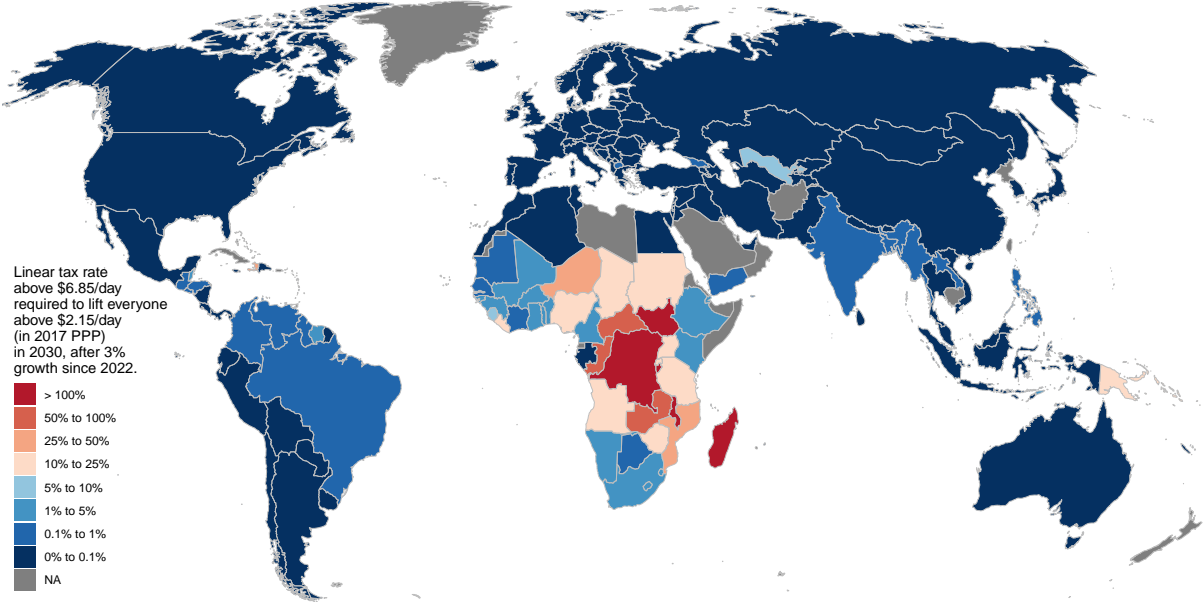 Linear tax rate
above $6.85/day
required to lift everyone
above $2.15/day
(in 2017 PPP)
in 2030, after 3%
growth since 2022.
> 100%
50% to 100%
25% to 50%
10% to 25%
5% to 10%
1% to 5%
0.1% to 1%
0% to 0.1%
NA